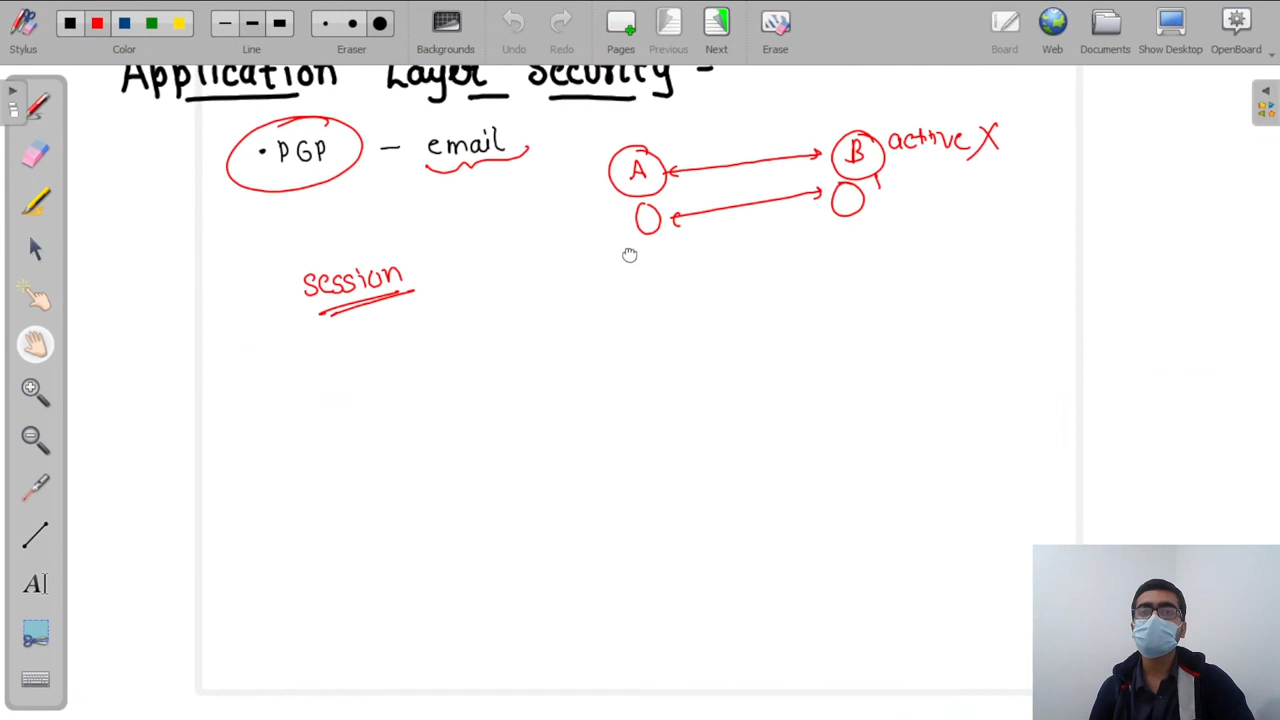 Stylus
Color
Line
Eraser
Backgrounds
Undo
Redo
Pages
Previous
Next
Erase
Board
Web
Documents
Show Desktop
OpenBoard
Application Layer Security -
• PGP - email
A
B
active X
session
A